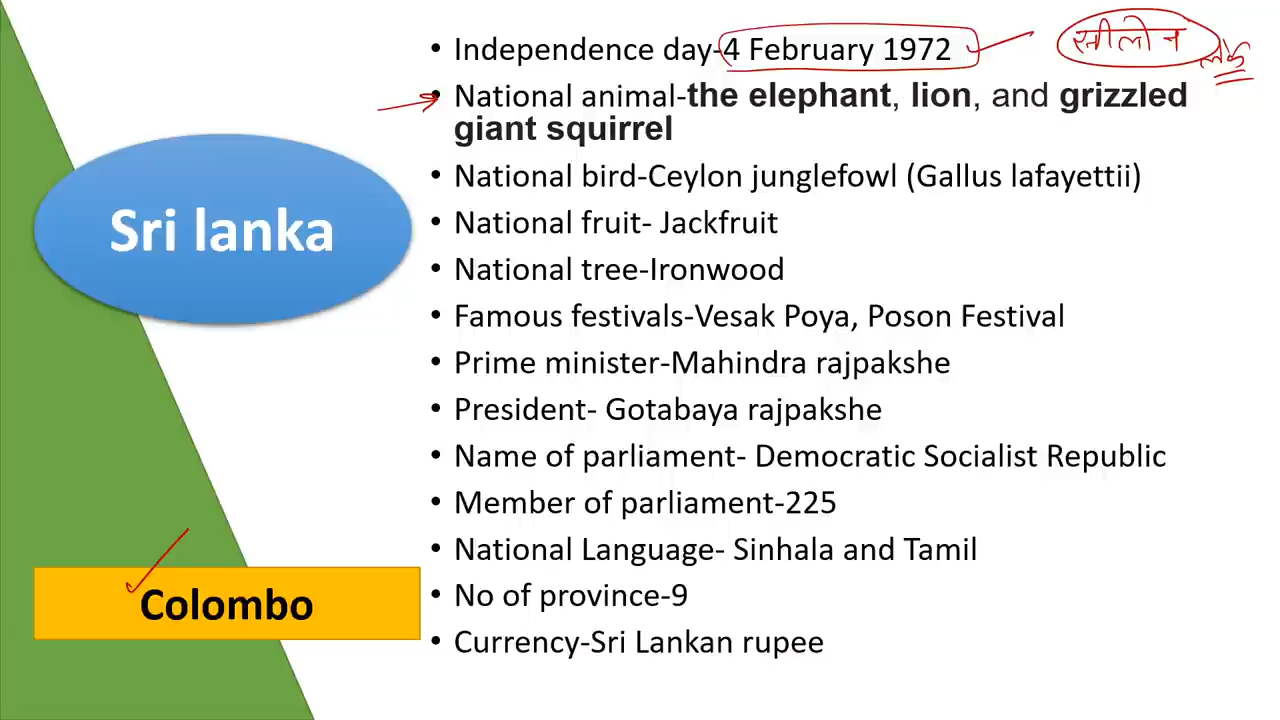 • Independence day-4 February 1972
सीलोन
• National animal-the elephant, lion, and grizzled
giant squirrel
• National bird-Ceylon junglefowl (Gallus lafayettii)
• National fruit- Jackfruit
Sri lanka
• National tree-Ironwood
• Famous festivals-Vesak Poya, Poson Festival
• Prime minister-Mahindra rajpakshe
• President- Gotabaya rajpakshe
• Name of parliament- Democratic Socialist Republic
• Member of parliament-225
• National Language- Sinhala and Tamil
• No of province-9
Colombo
• Currency-Sri Lankan rupee